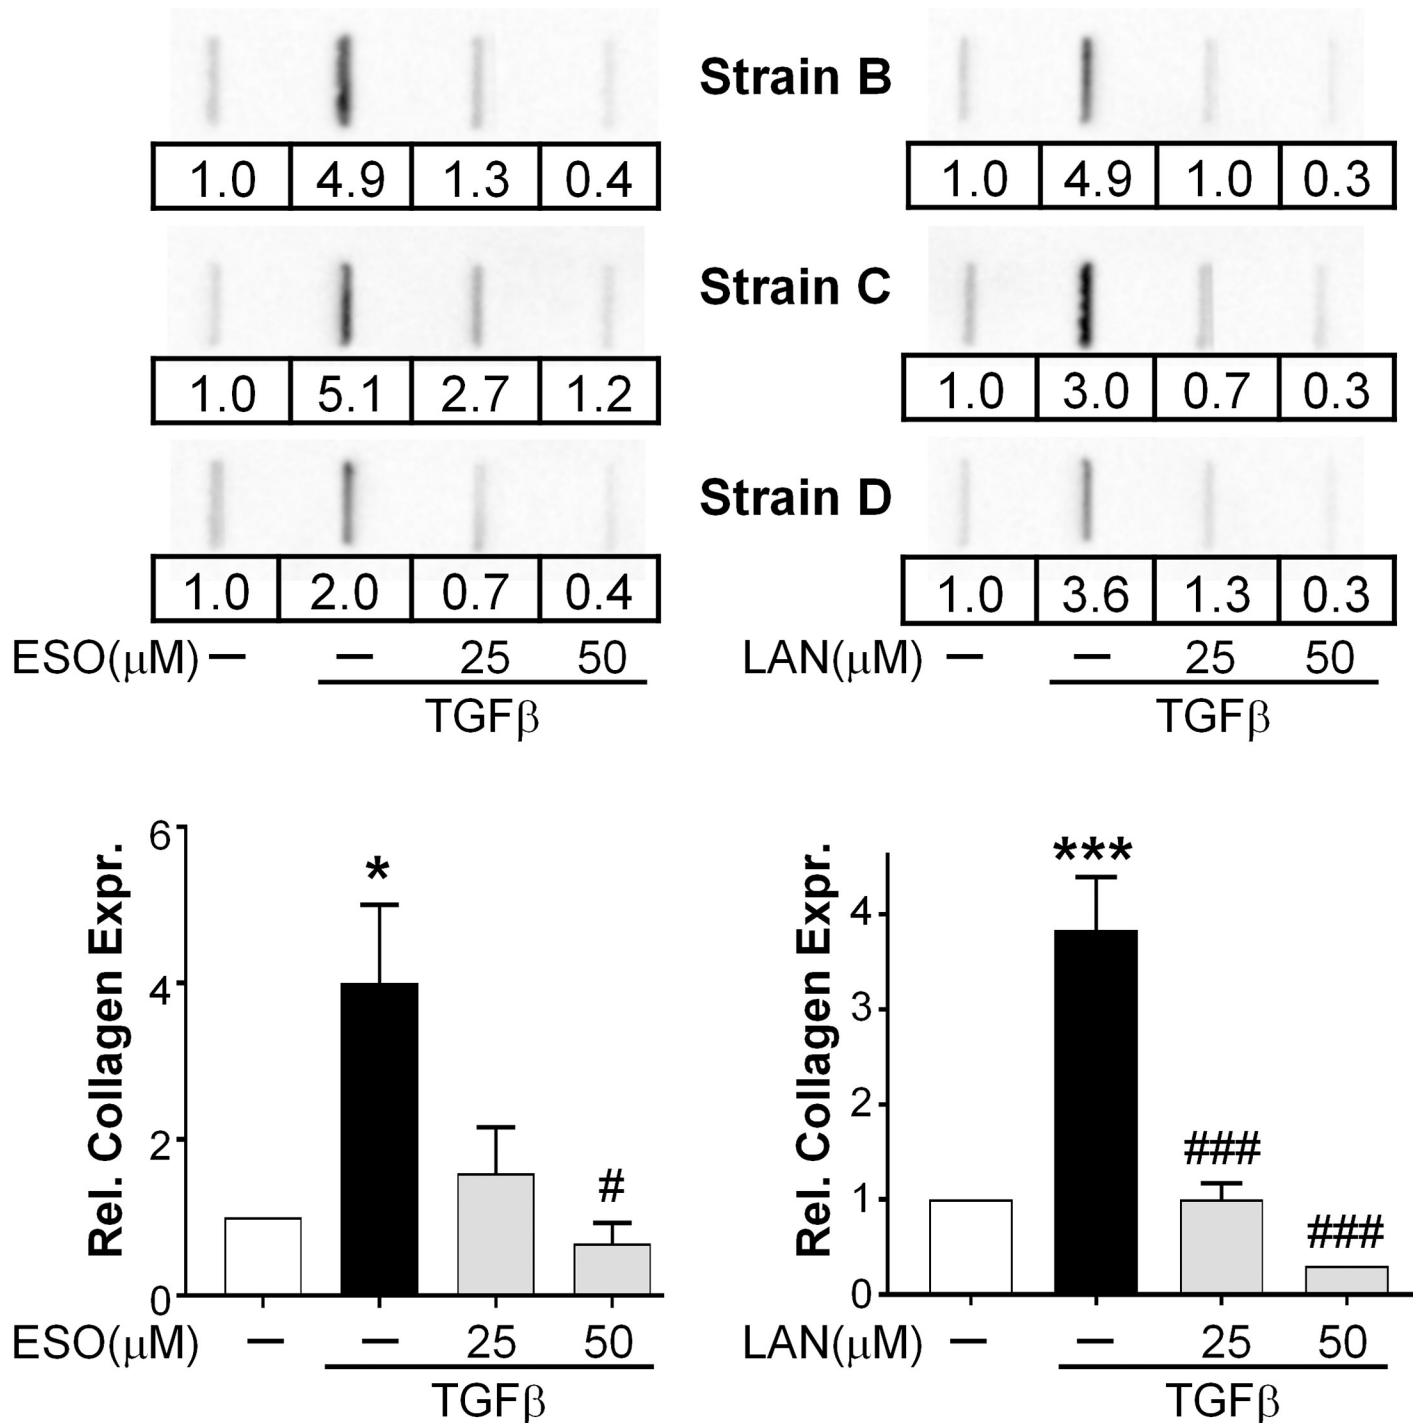 Strain B
1.0 4.9 1.3 0.4 1.0 4.9 1.0 0.3
Strain C
1.0 5.1 2.7 1.2 1.0 3.0 0.7 0.3
Strain D
1.0 2.0 0.7 0.4 1.0 3.6 1.3 0.3
ESO(μM) — — 25 50 LAN(μM) — — 25 50
TGFβ TGFβ
Rel. Collagen Expr.
6
4
2
0
*
#
ESO(μM) — — 25 50
TGFβ
Rel. Collagen Expr.
4
3
2
1
0
***
###
###
LAN(μM) — — 25 50
TGFβ